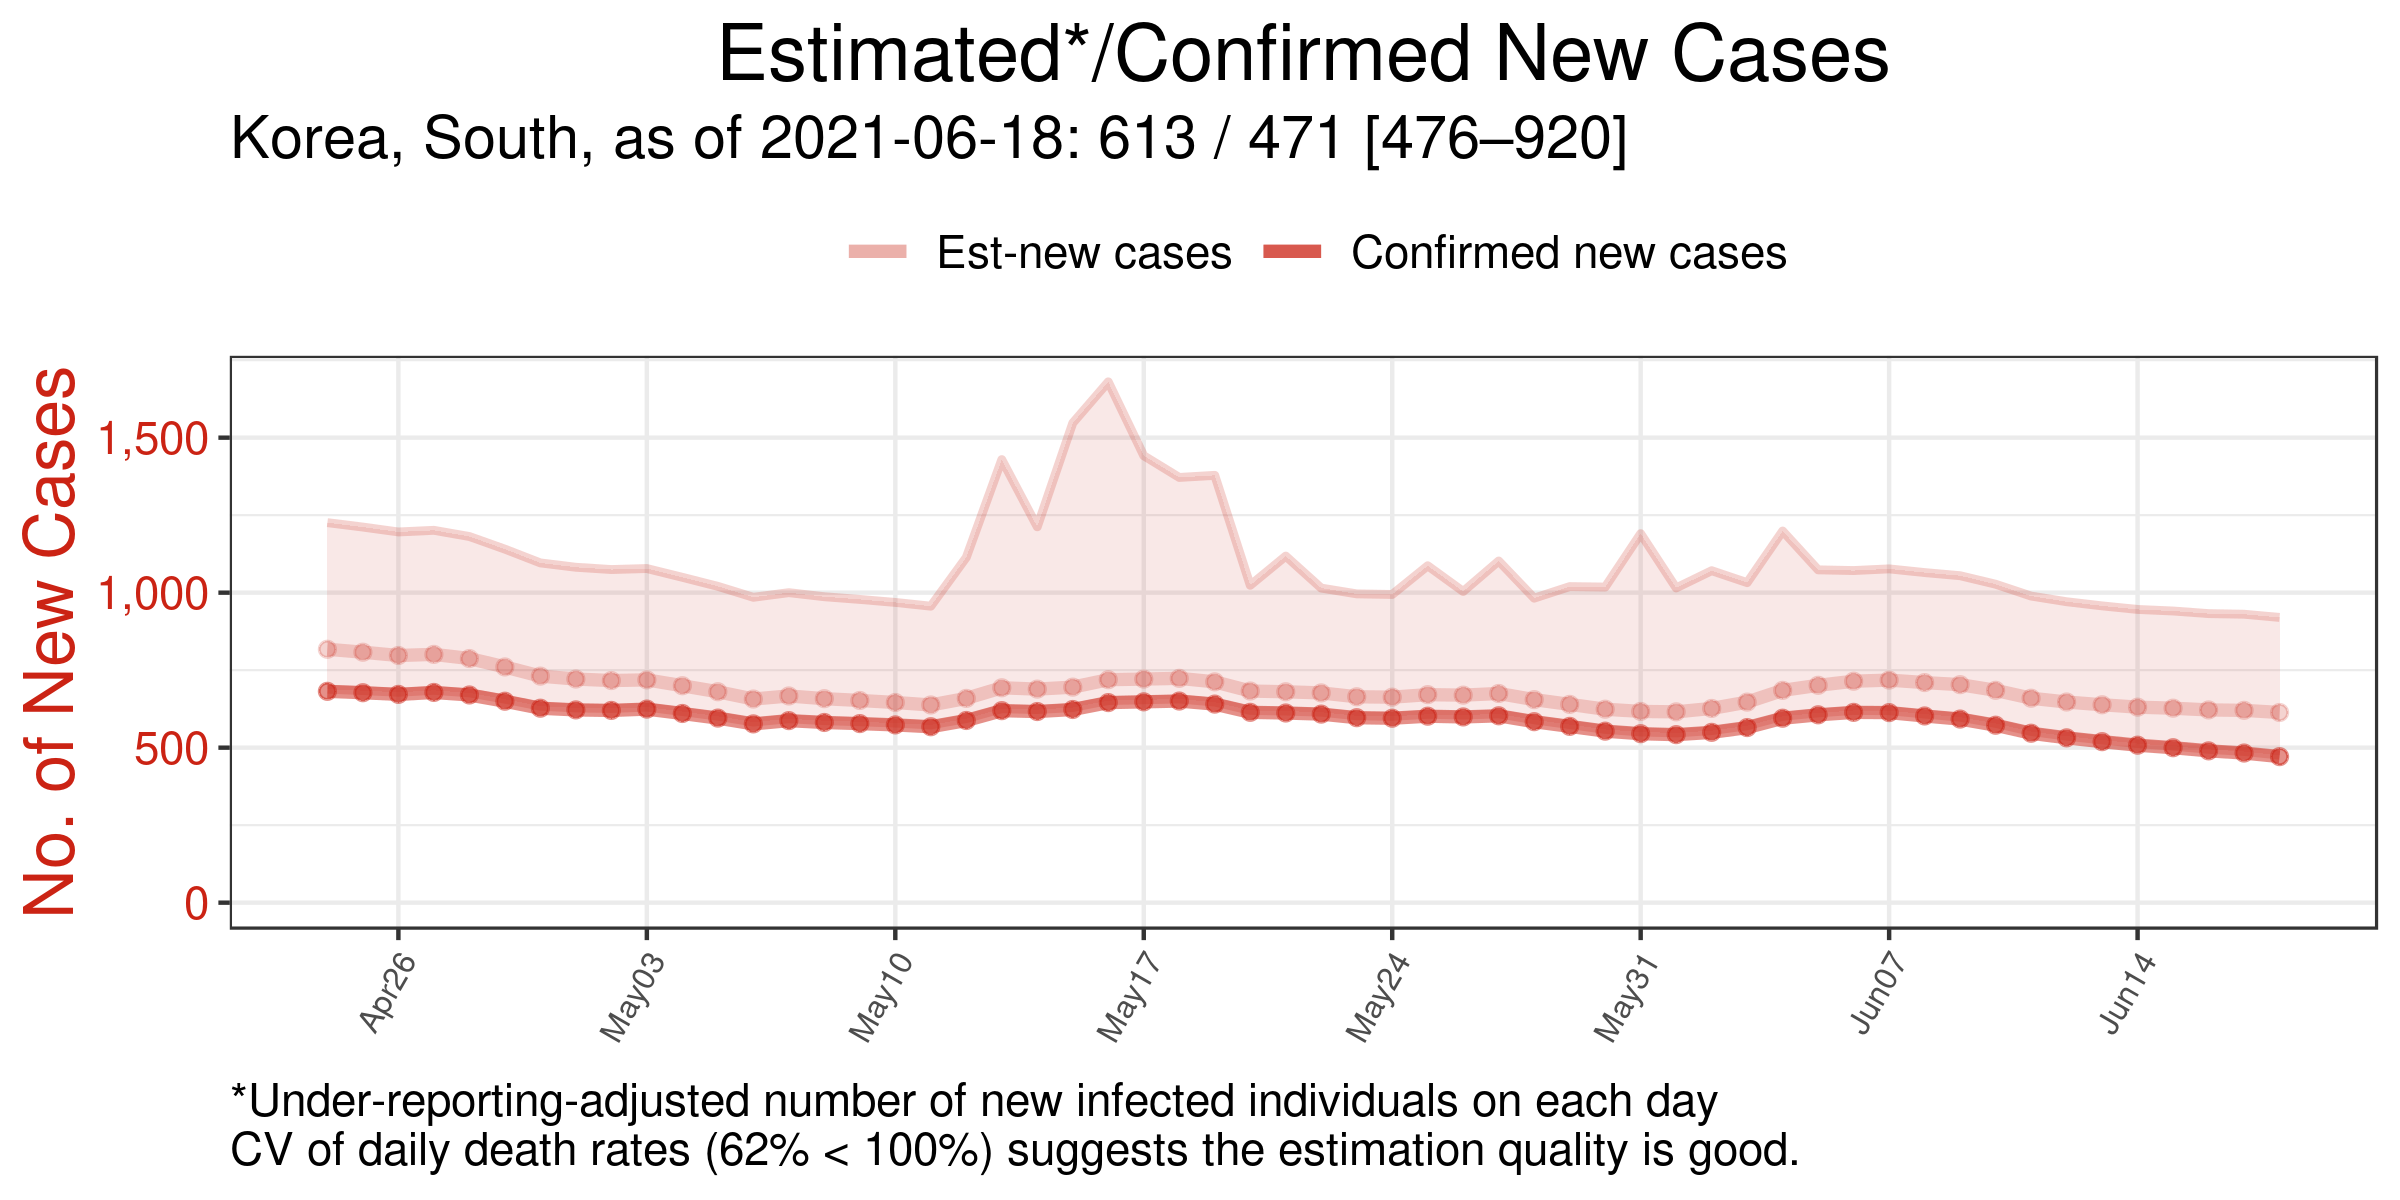 Estimated*/Confirmed New Cases
Korea, South, as of 2021-06-18: 613 / 471 [476–920]
Est-new cases
Confirmed new cases
No. of New Cases
1,500
1,000
500
0
Apr26
May03
May10
May17
May24
May31
Jun07
Jun14
*Under-reporting-adjusted number of new infected individuals on each day
CV of daily death rates (62% < 100%) suggests the estimation quality is good.